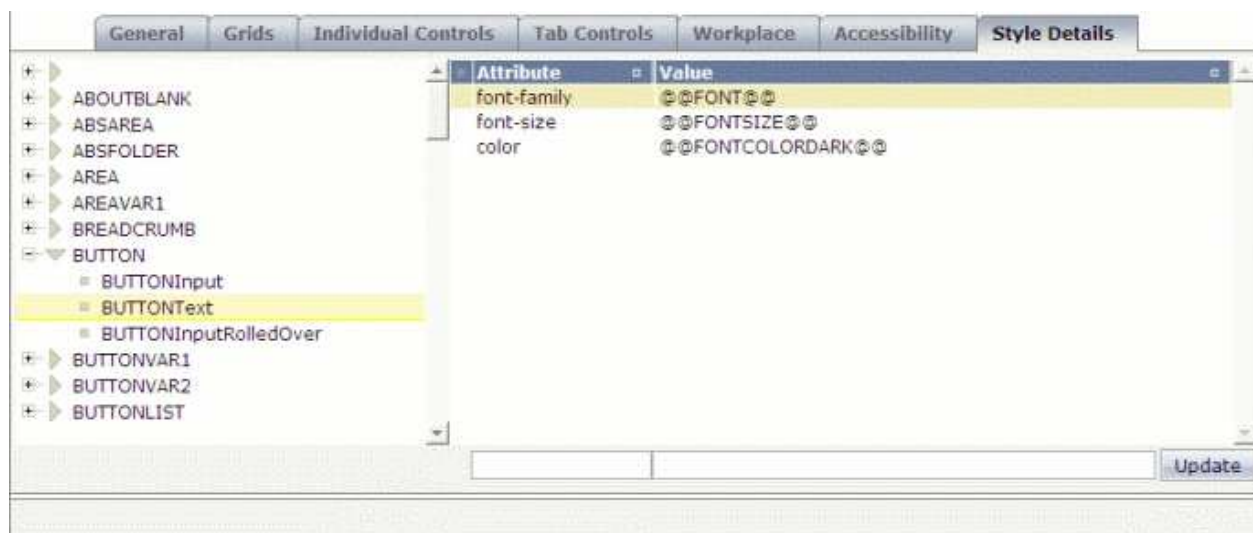 General Grids Individual Controls Tab Controls Workplace Accessibility Style Details
ABOUTBLANK
ABSAREA
ABSFOLDER
AREA
AREAVAR1
BREADCRUMB
BUTTON
BUTTONInput
BUTTONText
BUTTONInputRolledOver
BUTTONVAR1
BUTTONVAR2
BUTTONLIST
Attribute Value
font-family @@FONT@@
font-size @@FONTSIZE@@
color @@FONTCOLORDARK@@
Update